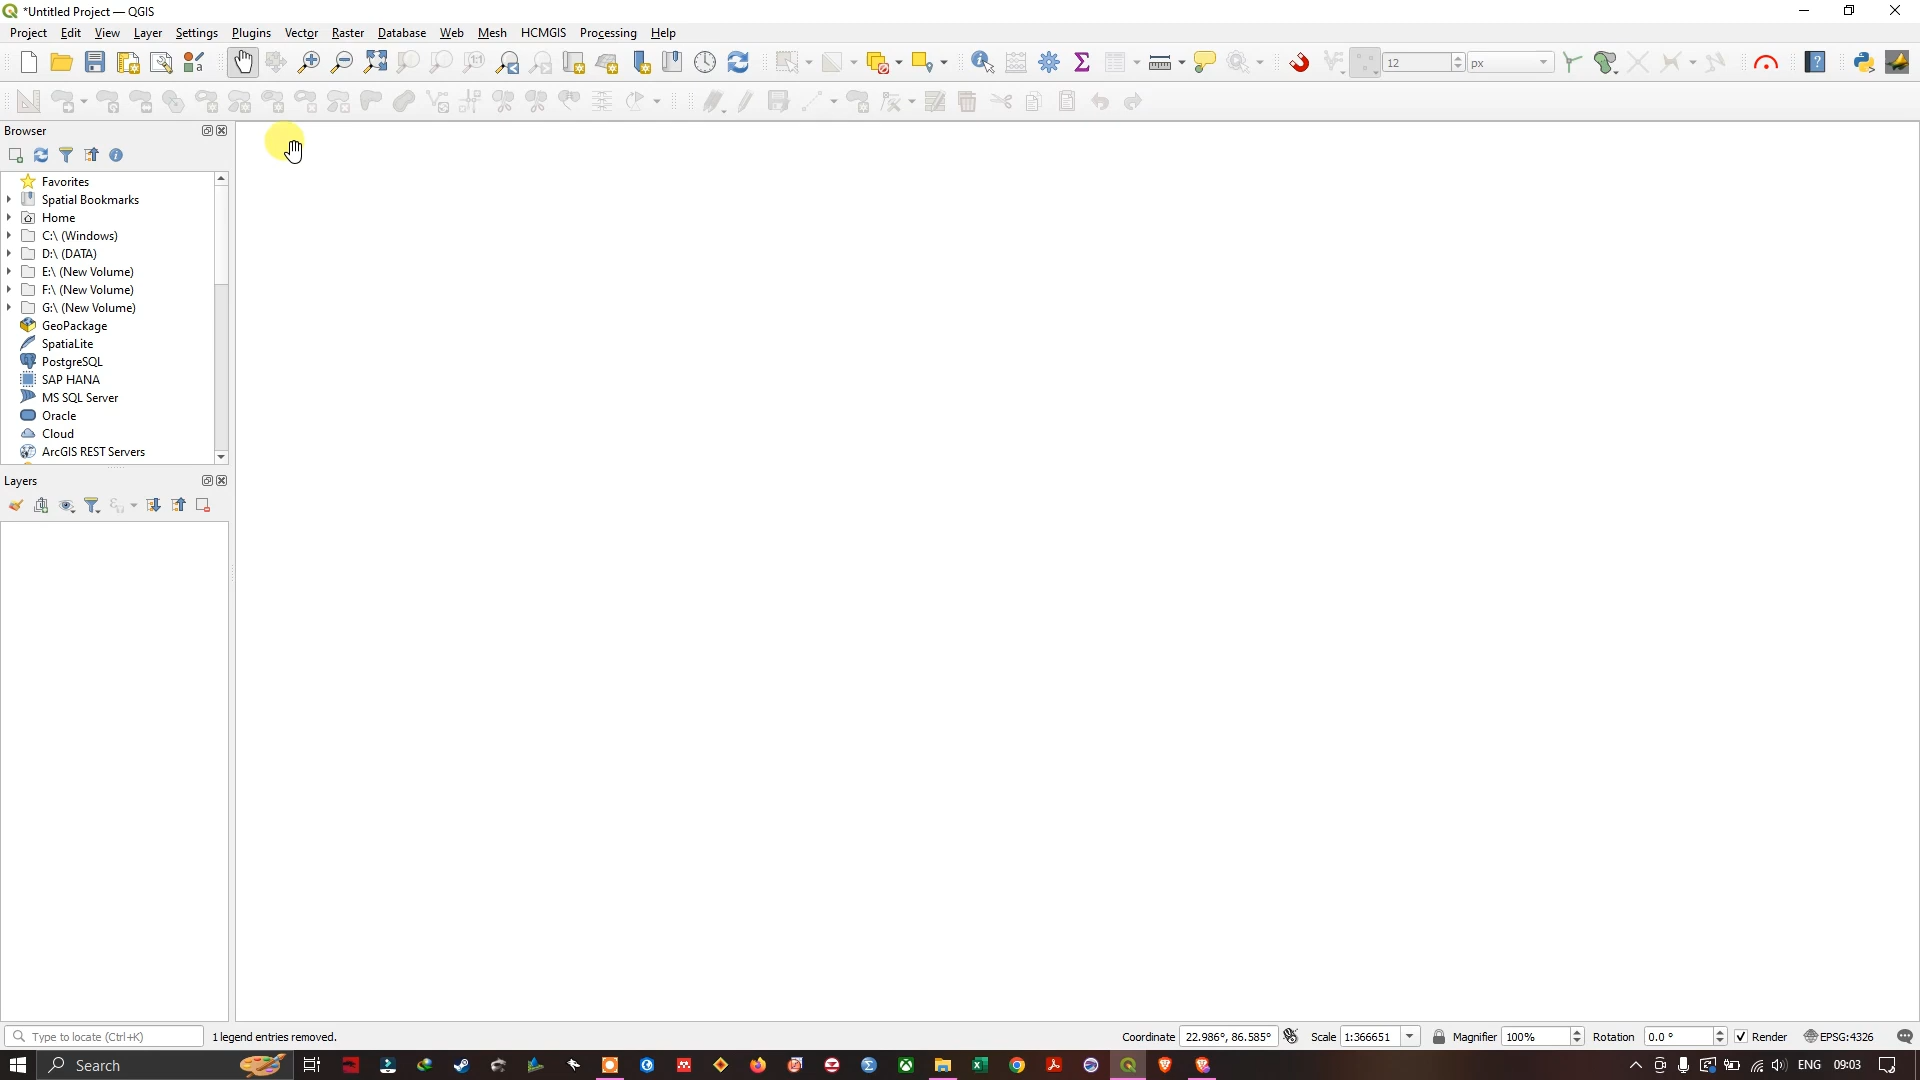 *Untitled Project — QGIS
Project Edit View Layer Settings Plugins Vector Raster Database Web Mesh HCMGIS Processing Help
12 px
Browser
Favorites
Spatial Bookmarks
Home
C:\ (Windows)
D:\ (DATA)
E:\ (New Volume)
F:\ (New Volume)
G:\ (New Volume)
GeoPackage
SpatiaLite
PostgreSQL
SAP HANA
MS SQL Server
Oracle
Cloud
ArcGIS REST Servers
Layers
Type to locate (Ctrl+K) 1 legend entries removed. Coordinate 22.986°, 86.585° Scale 1:366651 Magnifier 100% Rotation 0.0 ° Render EPSG:4326
Search ENG 09:03